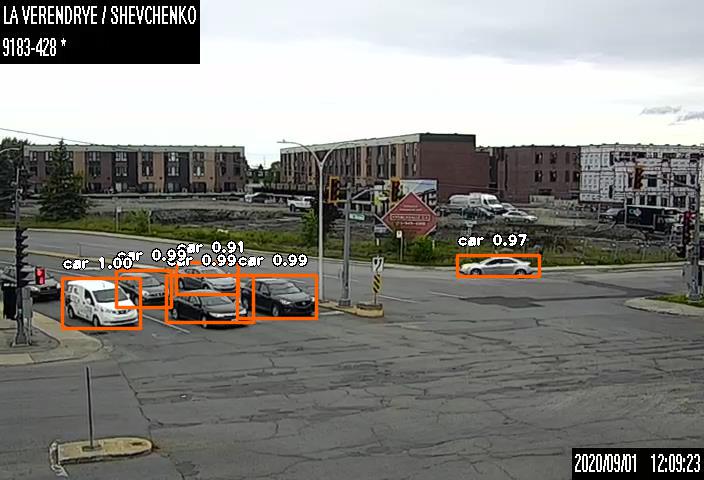 LA VERENDRYE / SHEVCHENKO
9183-428 *
car 0.91
car 0.99
car 0.99
car 0.99
car 1.00
car 0.97
2020/09/01 12:09:23